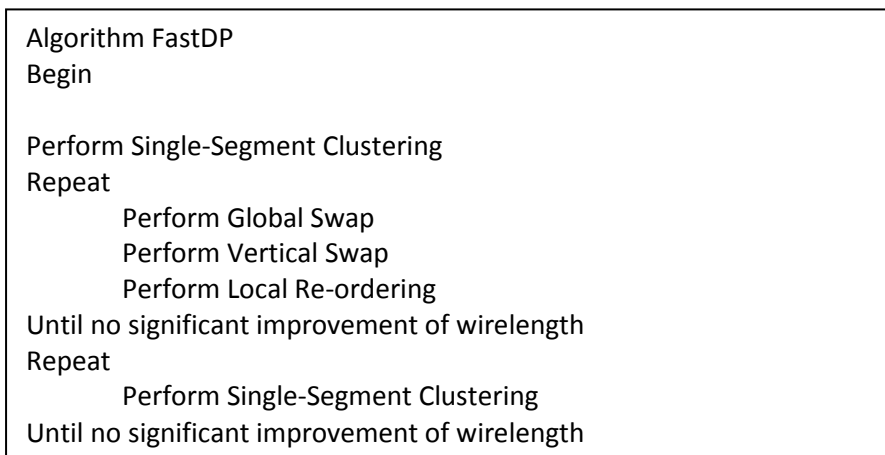 Algorithm FastDP
Begin
Perform Single-Segment Clustering
Repeat
Perform Global Swap
Perform Vertical Swap
Perform Local Re-ordering
Until no significant improvement of wirelength
Repeat
Perform Single-Segment Clustering
Until no significant improvement of wirelength